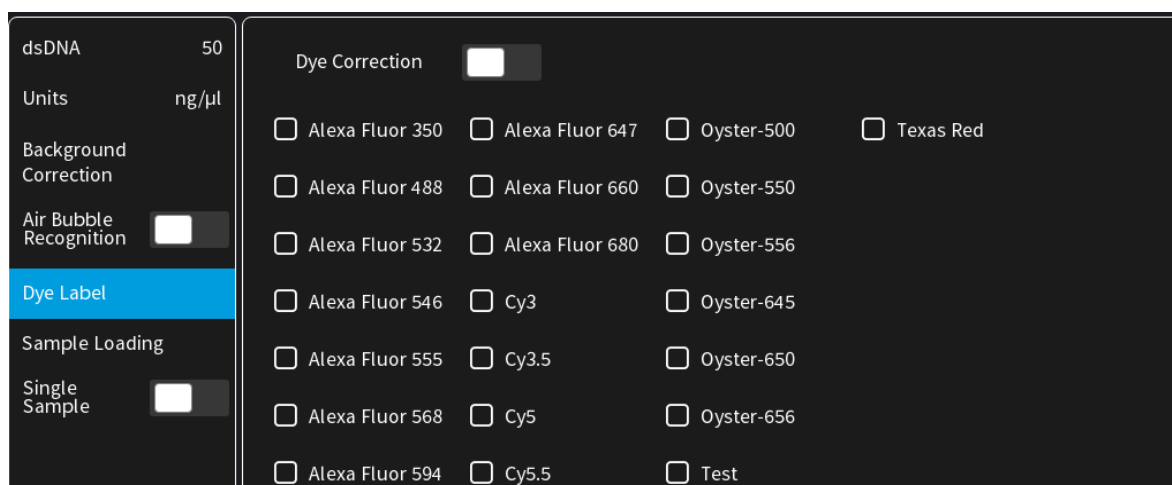 dsDNA 50
Units ng/µl
Background
Correction
Air Bubble
Recognition
Dye Label
Sample Loading
Single
Sample
Dye Correction
Alexa Fluor 350 Alexa Fluor 647 Oyster-500 Texas Red
Alexa Fluor 488 Alexa Fluor 660 Oyster-550
Alexa Fluor 532 Alexa Fluor 680 Oyster-556
Alexa Fluor 546 Cy3 Oyster-645
Alexa Fluor 555 Cy3.5 Oyster-650
Alexa Fluor 568 Cy5 Oyster-656
Alexa Fluor 594 Cy5.5 Test